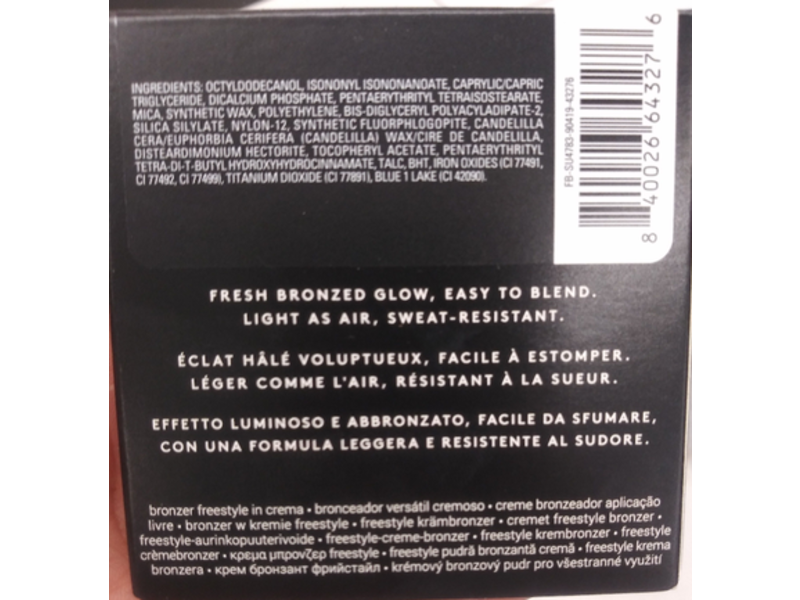 INGREDIENTS: OCTYLDODECANOL, ISONONYL ISONONANOATE, CAPRYLIC/CAPRIC
TRIGLYCERIDE, DICALCIUM PHOSPHATE, PENTAERYTHRITYL TETRAISOSTEARATE,
MICA, SYNTHETIC WAX, POLYETHYLENE, BIS-DIGLYCERYL POLYACYLADIPATE-2,
SILICA SILYLATE, NYLON-12, SYNTHETIC FLUORPHLOGOPITE, CANDELILLA
CERA/EUPHORBIA CERIFERA (CANDELILLA) WAX/CIRE DE CANDELILLA,
DISTEARDIMONIUM HECTORITE, TOCOPHERYL ACETATE, PENTAERYTHRITYL
TETRA-DI-T-BUTYL HYDROXYHYDROCINNAMATE, TALC, BHT, IRON OXIDES (CI 77491,
CI 77492, CI 77499), TITANIUM DIOXIDE (CI 77891), BLUE 1 LAKE (CI 42090).
FB-SU4783-90419-43276
8 40026 64327 6
FRESH BRONZED GLOW, EASY TO BLEND.
LIGHT AS AIR, SWEAT-RESISTANT.
ÉCLAT HÂLÉ VOLUPTUEUX, FACILE À ESTOMPER.
LÉGER COMME L'AIR, RÉSISTANT À LA SUEUR.
EFFETTO LUMINOSO E ABBRONZATO, FACILE DA SFUMARE,
CON UNA FORMULA LEGGERA E RESISTENTE AL SUDORE.
bronzer freestyle in crema • bronceador versátil cremoso • creme bronzeador aplicação
livre • bronzer w kremie freestyle • freestyle krämbronzer • cremet freestyle bronzer •
freestyle-aurinkopuuterivoide • freestyle-creme-bronzer • freestyle krembronzer • freestyle
crèmebronzer • κρεμα μπρονζερ freestyle • freestyle pudră bronzantă cremă • freestyle krema
bronzera • крем бронзант фрийстайл • krémový bronzový pudr pro všestranné využití